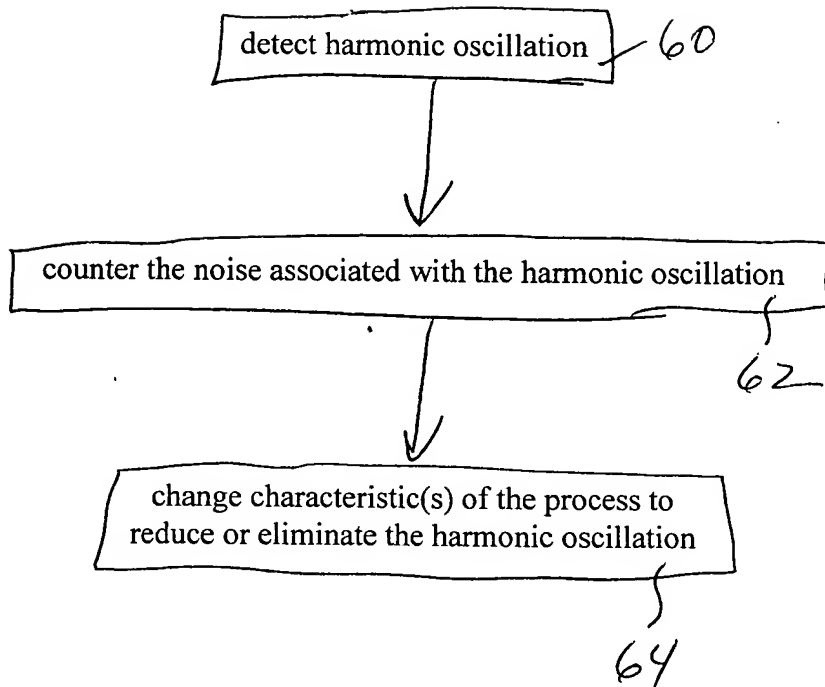 detect harmonic oscillation 60
counter the noise associated with the harmonic oscillation
62
change characteristic(s) of the process to
reduce or eliminate the harmonic oscillation
64